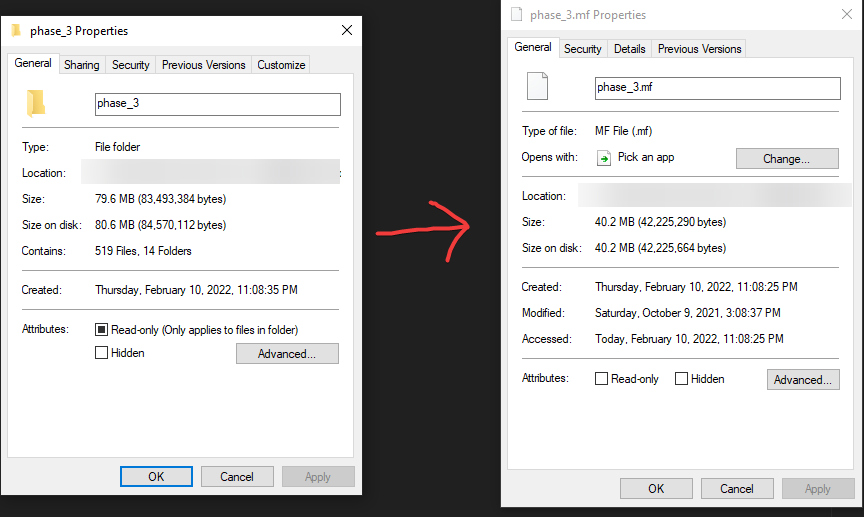 phase_3 Properties
General Sharing Security Previous Versions Customize
phase_3
Type: File folder
Location:
Size: 79.6 MB (83,493,384 bytes)
Size on disk: 80.6 MB (84,570,112 bytes)
Contains: 519 Files, 14 Folders
Created: Thursday, February 10, 2022, 11:08:35 PM
Attributes: Read-only (Only applies to files in folder)
Hidden Advanced...
OK Cancel Apply
phase_3.mf Properties
General Security Details Previous Versions
phase_3.mf
Type of file: MF File (.mf)
Opens with: Pick an app Change...
Location:
Size: 40.2 MB (42,225,290 bytes)
Size on disk: 40.2 MB (42,225,664 bytes)
Created: Thursday, February 10, 2022, 11:08:25 PM
Modified: Saturday, October 9, 2021, 3:08:37 PM
Accessed: Today, February 10, 2022, 11:08:25 PM
Attributes: Read-only Hidden Advanced...
OK Cancel Apply